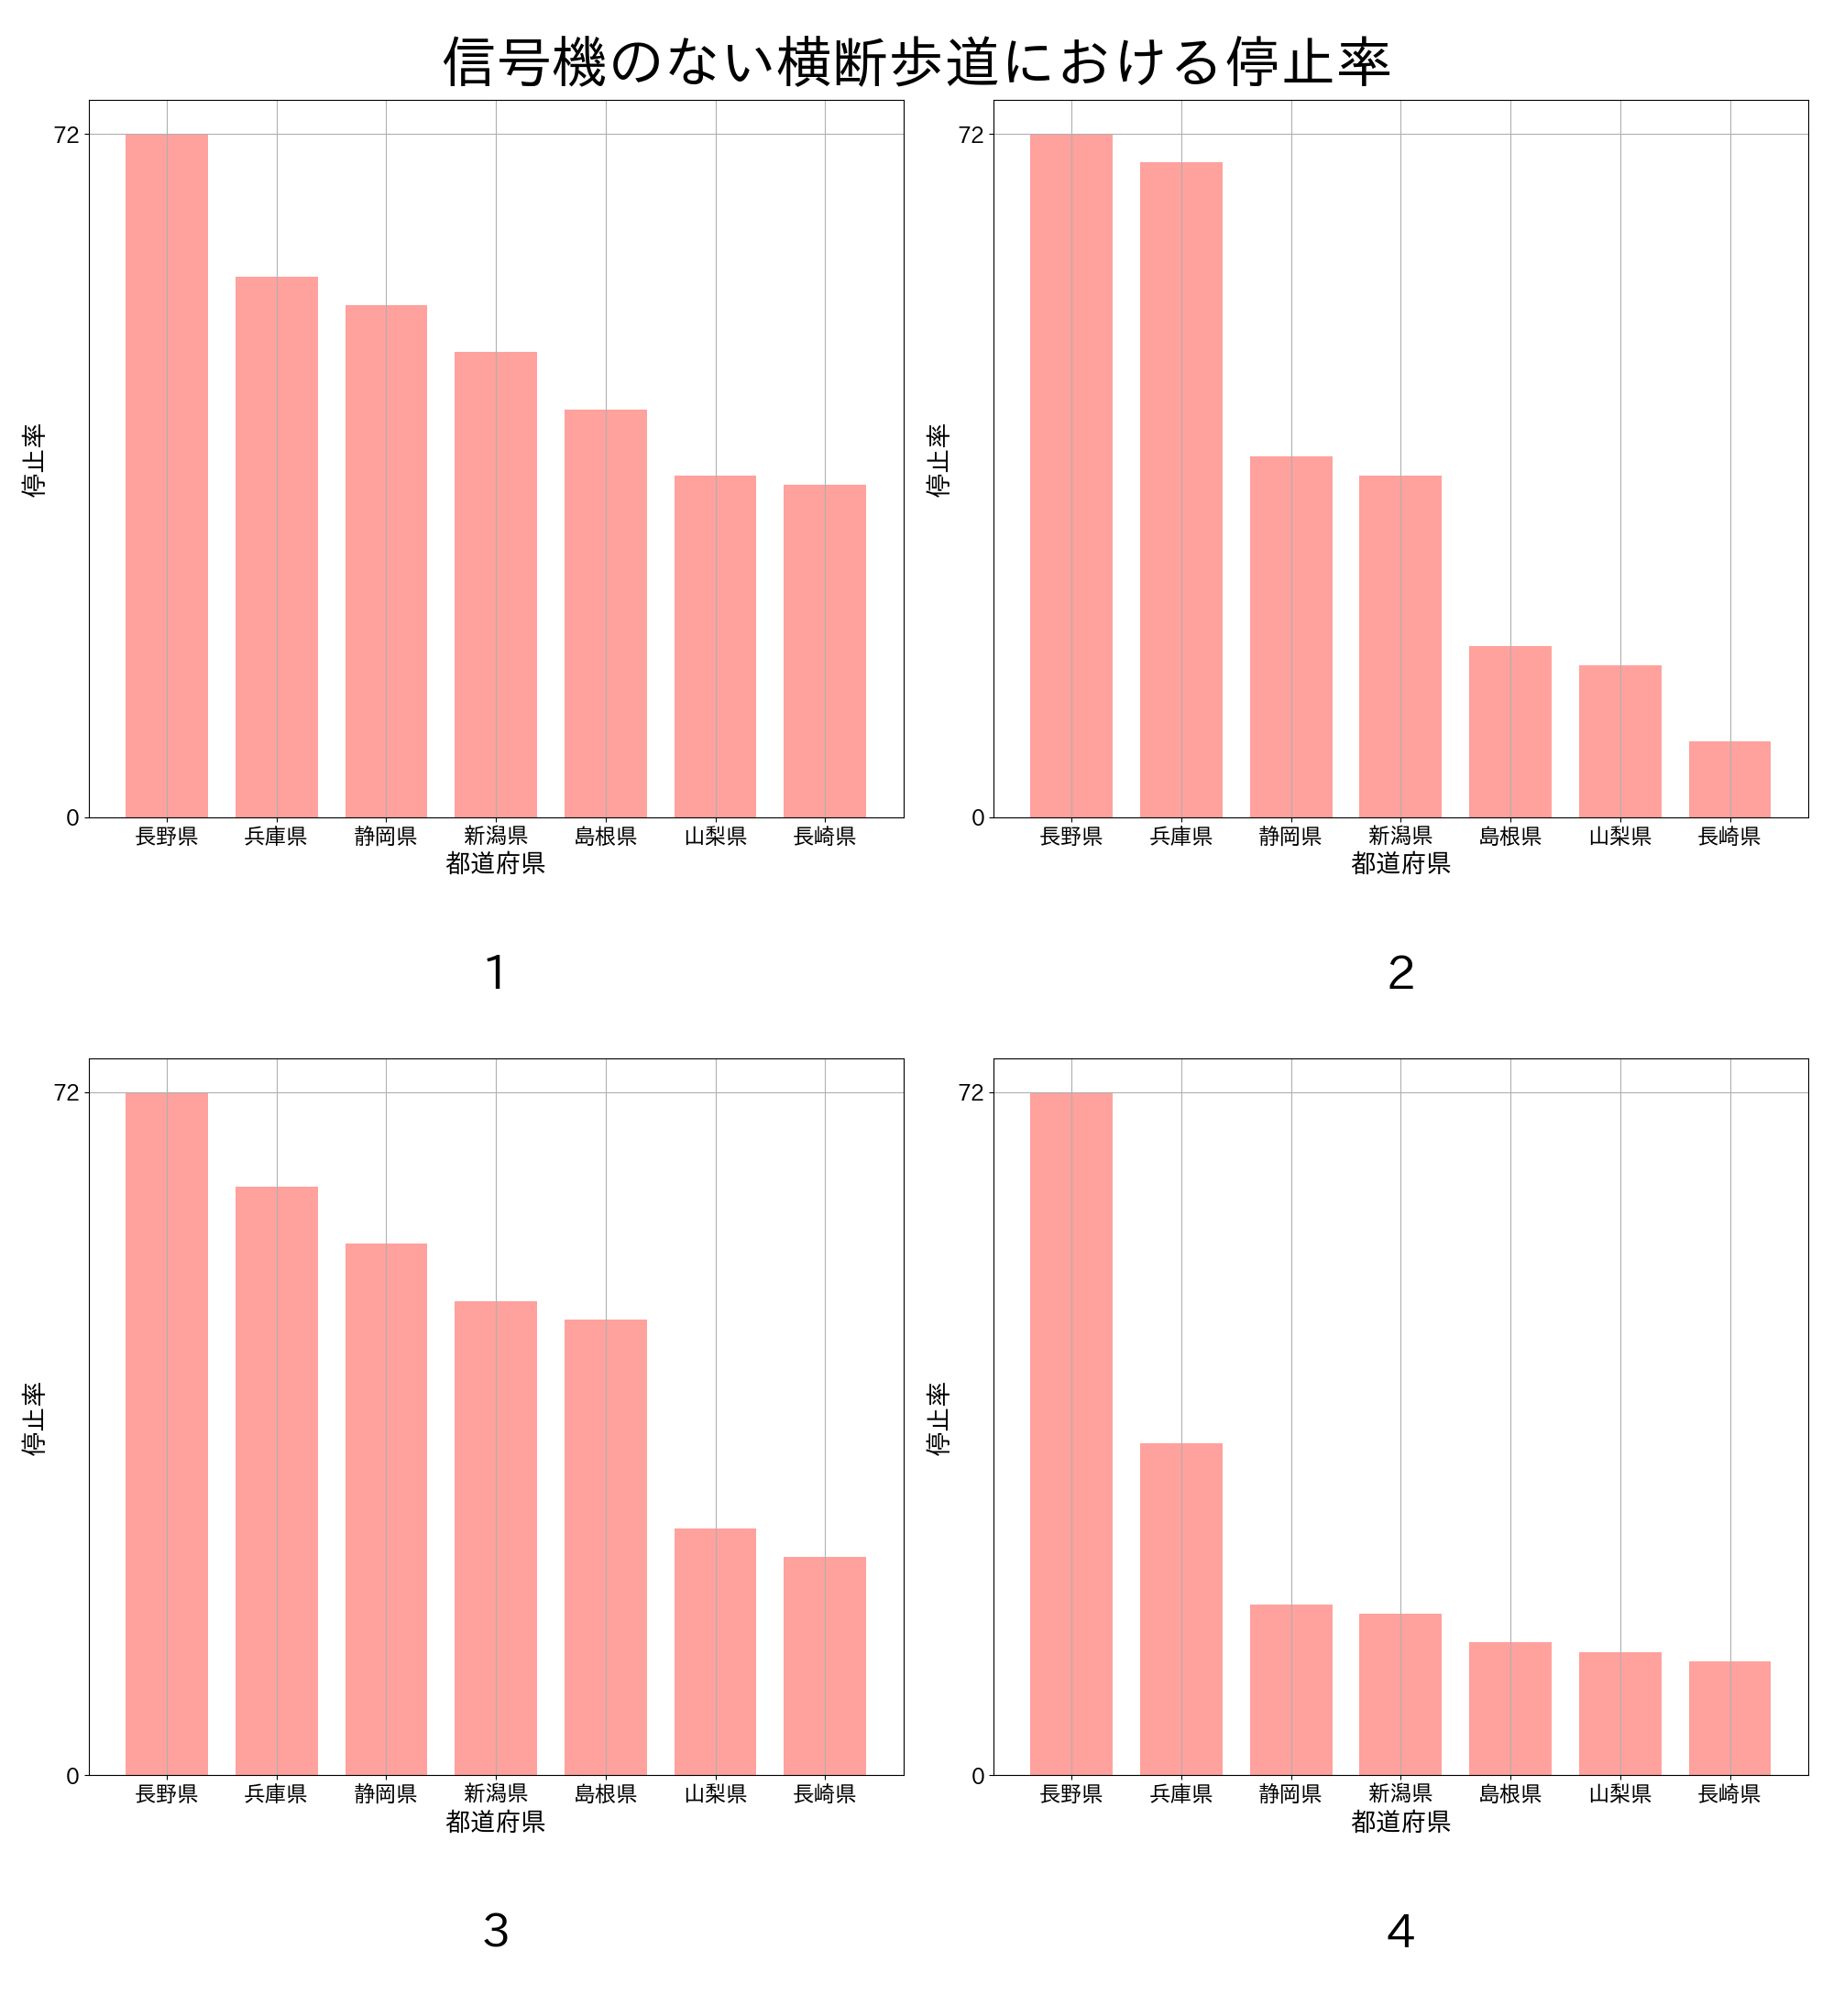 信号機のない横断歩道における停止率
72
0
停止率
長野県 兵庫県 静岡県 新潟県 島根県 山梨県 長崎県
都道府県
1
72
0
停止率
長野県 兵庫県 静岡県 新潟県 島根県 山梨県 長崎県
都道府県
2
72
0
停止率
長野県 兵庫県 静岡県 新潟県 島根県 山梨県 長崎県
都道府県
3
72
0
停止率
長野県 兵庫県 静岡県 新潟県 島根県 山梨県 長崎県
都道府県
4